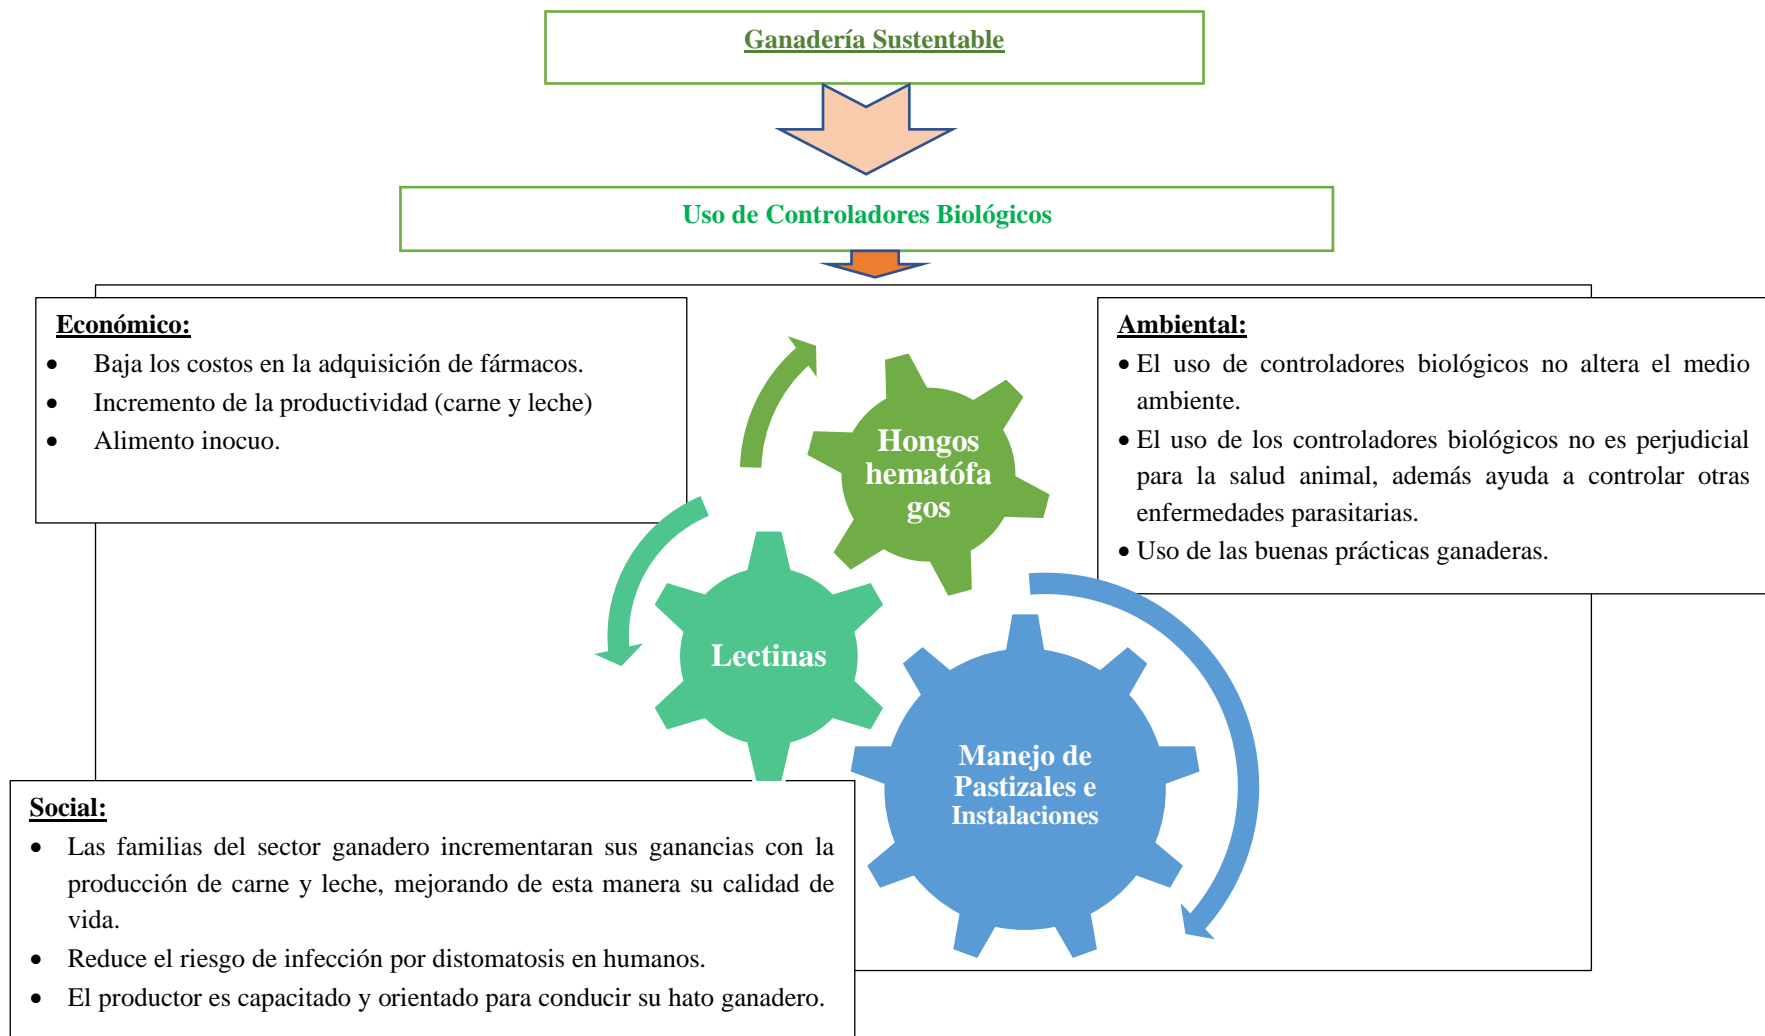 Ganadería Sustentable
Uso de Controladores Biológicos
Económico:
• Baja los costos en la adquisición de fármacos.
• Incremento de la productividad (carne y leche)
• Alimento inocuo.
Ambiental:
• El uso de controladores biológicos no altera el medio
ambiente.
• El uso de los controladores biológicos no es perjudicial
para la salud animal, además ayuda a controlar otras
enfermedades parasitarias.
• Uso de las buenas prácticas ganaderas.
Hongos
hematófa
gos
Lectinas
Manejo de
Pastizales e
Instalaciones
Social:
• Las familias del sector ganadero incrementaran sus ganancias con la
producción de carne y leche, mejorando de esta manera su calidad de
vida.
• Reduce el riesgo de infección por distomatosis en humanos.
• El productor es capacitado y orientado para conducir su hato ganadero.